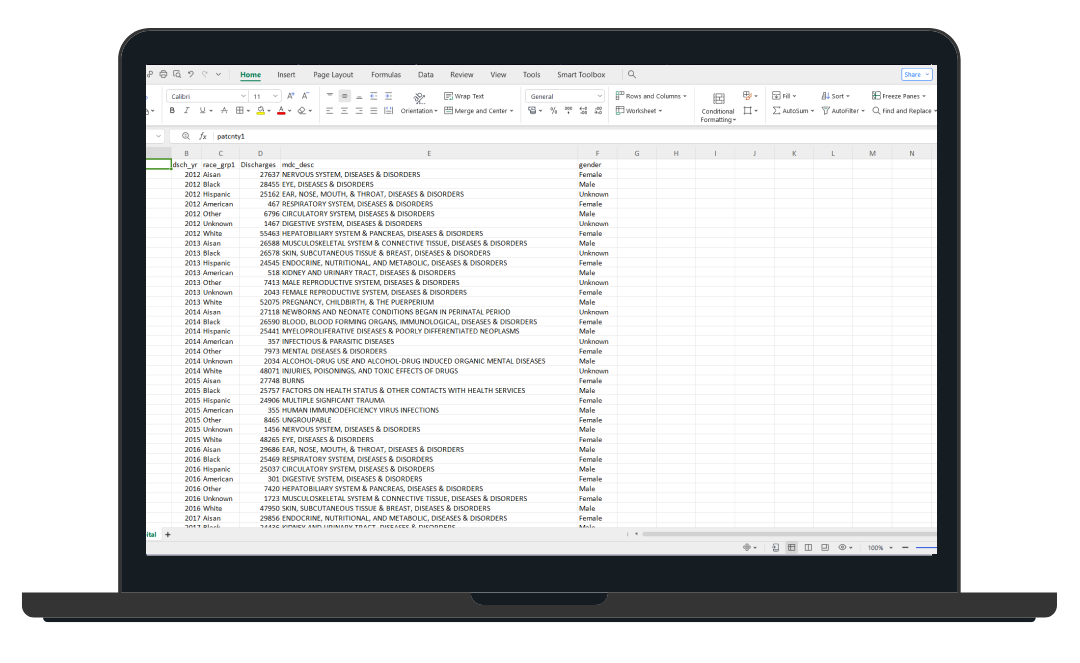 Home Insert Page Layout Formulas Data Review View Tools Smart Toolbox Share
Calibri 11 A+ A- Wrap Text General Rows and Columns Fill Sort Freeze Panes
B I U A Orientation Merge and Center Worksheet Conditional Formatting AutoSum AutoFilter Find and Replace
fx patcnty1
B C D E F G H I J K L M N
dsch_yr race_grp1 Discharges mdc_desc gender
2012 Aisan 27637 NERVOUS SYSTEM, DISEASES & DISORDERS Female
2012 Black 28455 EYE, DISEASES & DISORDERS Male
2012 Hispanic 25162 EAR, NOSE, MOUTH, & THROAT, DISEASES & DISORDERS Unknown
2012 American 467 RESPIRATORY SYSTEM, DISEASES & DISORDERS Female
2012 Other 6796 CIRCULATORY SYSTEM, DISEASES & DISORDERS Male
2012 Unknown 1467 DIGESTIVE SYSTEM, DISEASES & DISORDERS Unknown
2012 White 55463 HEPATOBILIARY SYSTEM & PANCREAS, DISEASES & DISORDERS Female
2013 Aisan 26588 MUSCULOSKELETAL SYSTEM & CONNECTIVE TISSUE, DISEASES & DISORDERS Male
2013 Black 26578 SKIN, SUBCUTANEOUS TISSUE & BREAST, DISEASES & DISORDERS Unknown
2013 Hispanic 24545 ENDOCRINE, NUTRITIONAL, AND METABOLIC, DISEASES & DISORDERS Female
2013 American 518 KIDNEY AND URINARY TRACT, DISEASES & DISORDERS Male
2013 Other 7413 MALE REPRODUCTIVE SYSTEM, DISEASES & DISORDERS Unknown
2013 Unknown 2043 FEMALE REPRODUCTIVE SYSTEM, DISEASES & DISORDERS Female
2013 White 52075 PREGNANCY, CHILDBIRTH, & THE PUERPERIUM Male
2014 Aisan 27118 NEWBORNS AND NEONATE CONDITIONS BEGAN IN PERINATAL PERIOD Unknown
2014 Black 26590 BLOOD, BLOOD FORMING ORGANS, IMMUNOLOGICAL, DISEASES & DISORDERS Female
2014 Hispanic 25441 MYELOPROLIFERATIVE DISEASES & POORLY DIFFERENTIATED NEOPLASMS Male
2014 American 357 INFECTIOUS & PARASITIC DISEASES Unknown
2014 Other 7973 MENTAL DISEASES & DISORDERS Female
2014 Unknown 2034 ALCOHOL-DRUG USE AND ALCOHOL-DRUG INDUCED ORGANIC MENTAL DISEASES Male
2014 White 48071 INJURIES, POISONINGS, AND TOXIC EFFECTS OF DRUGS Unknown
2015 Aisan 27748 BURNS Female
2015 Black 25757 FACTORS ON HEALTH STATUS & OTHER CONTACTS WITH HEALTH SERVICES Male
2015 Hispanic 24906 MULTIPLE SIGNFICANT TRAUMA Female
2015 American 355 HUMAN IMMUNODEFICIENCY VIRUS INFECTIONS Male
2015 Other 8465 UNGROUPABLE Female
2015 Unknown 1456 NERVOUS SYSTEM, DISEASES & DISORDERS Male
2015 White 48265 EYE, DISEASES & DISORDERS Female
2016 Aisan 29686 EAR, NOSE, MOUTH, & THROAT, DISEASES & DISORDERS Male
2016 Black 25469 RESPIRATORY SYSTEM, DISEASES & DISORDERS Female
2016 Hispanic 25037 CIRCULATORY SYSTEM, DISEASES & DISORDERS Male
2016 American 301 DIGESTIVE SYSTEM, DISEASES & DISORDERS Female
2016 Other 7420 HEPATOBILIARY SYSTEM & PANCREAS, DISEASES & DISORDERS Male
2016 Unknown 1723 MUSCULOSKELETAL SYSTEM & CONNECTIVE TISSUE, DISEASES & DISORDERS Female
2016 White 47950 SKIN, SUBCUTANEOUS TISSUE & BREAST, DISEASES & DISORDERS Male
2017 Aisan 29856 ENDOCRINE, NUTRITIONAL, AND METABOLIC, DISEASES & DISORDERS Female
2017 Black 24436 KIDNEY AND URINARY TRACT, DISEASES & DISORDERS Male
ital +
100%